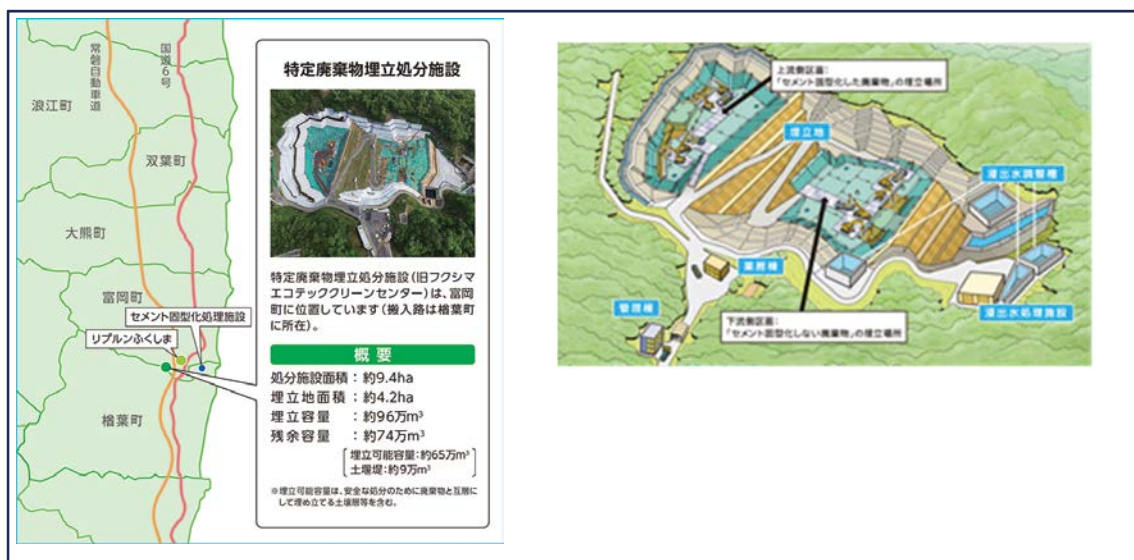 常磐自動車道
国道6号
浪江町
双葉町
大熊町
富岡町
セメント固型化処理施設
リプルンふくしま
楢葉町
特定廃棄物埋立処分施設
特定廃棄物埋立処分施設(旧フクシマ
エコテッククリーンセンター)は、富岡
町に位置しています(搬入路は楢葉町
に所在)。
概要
処分施設面積:約9.4ha
埋立地面積:約4.2ha
埋立容量:約96万m³
残余容量:約74万m³
埋立可能容量:約65万m³
土堰堤:約9万m³
※埋立可能容量は、安全な処分のために廃棄物と互層に
して埋め立てる土壌層等を含む。
上流側区画:
「セメント固型化した廃棄物」の埋立場所
埋立地
浸出水調整槽
業務棟
管理棟
下流側区画:
「セメント固型化しない廃棄物」の埋立場所
浸出水処理施設